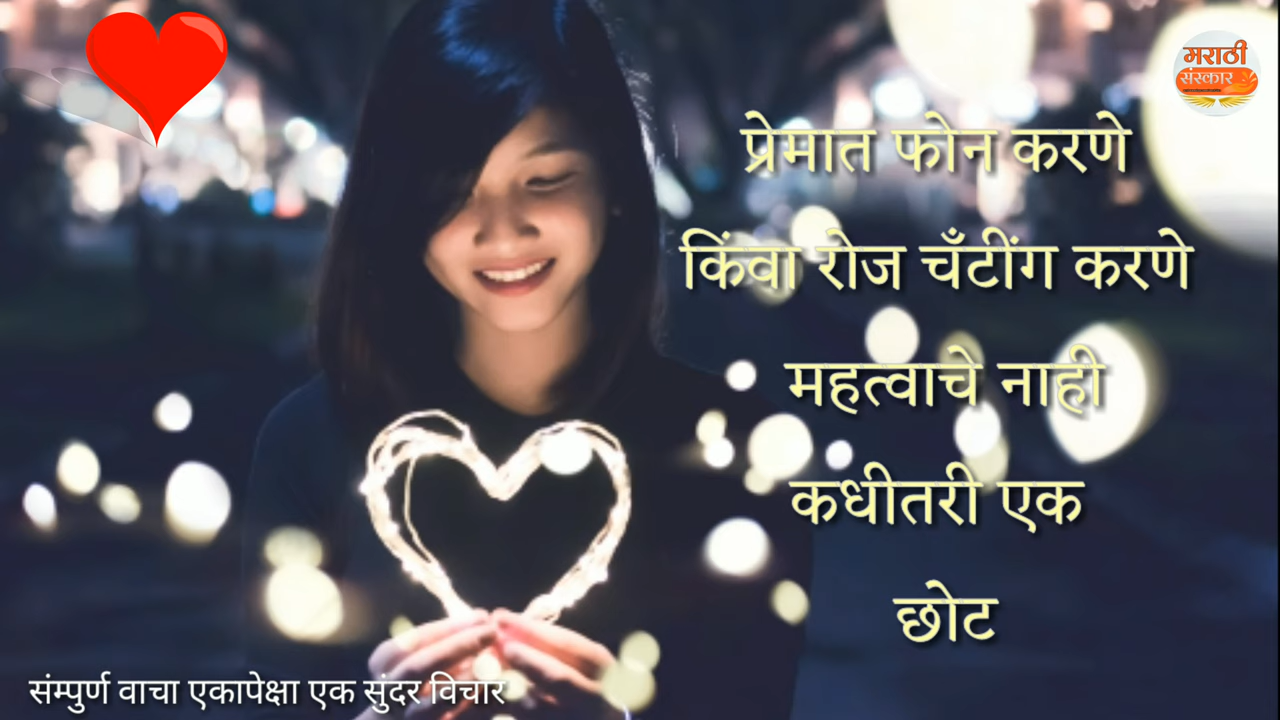 मराठी
संस्कार
प्रेमात फोन करणे
किंवा रोज चँटींग करणे
महत्वाचे नाही
कधीतरी एक
छोट
संम्पुर्ण वाचा एकापेक्षा एक सुंदर विचार